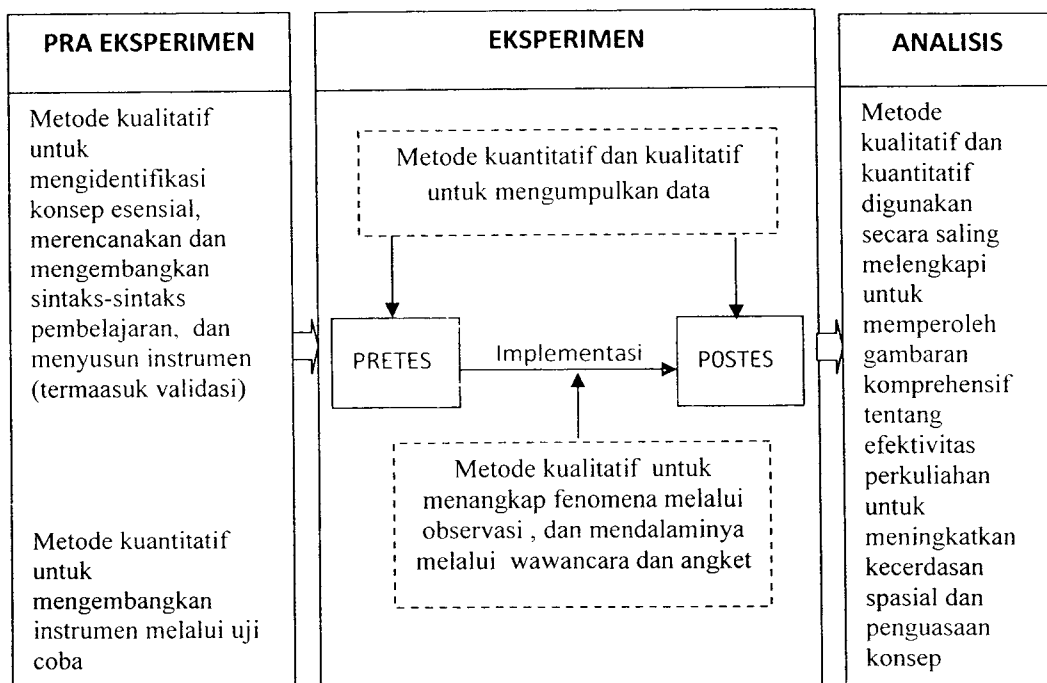 PRA EKSPERIMEN
Metode kualitatif
untuk
mengidentifikasi
konsep esensial,
merencanakan dan
mengembangkan
sintaks-sintaks
pembelajaran, dan
menyusun instrumen
(termaasuk validasi)
Metode kuantitatif
untuk
mengembangkan
instrumen melalui uji
coba
EKSPERIMEN
Metode kuantitatif dan kualitatif
untuk mengumpulkan data
PRETES
Implementasi
POSTES
Metode kualitatif untuk
menangkap fenomena melalui
observasi , dan mendalaminya
melalui wawancara dan angket
ANALISIS
Metode
kualitatif dan
kuantitatif
digunakan
secara saling
melengkapi
untuk
memperoleh
gambaran
komprehensif
tentang
efektivitas
perkuliahan
untuk
meningkatkan
kecerdasan
spasial dan
penguasaan
konsep